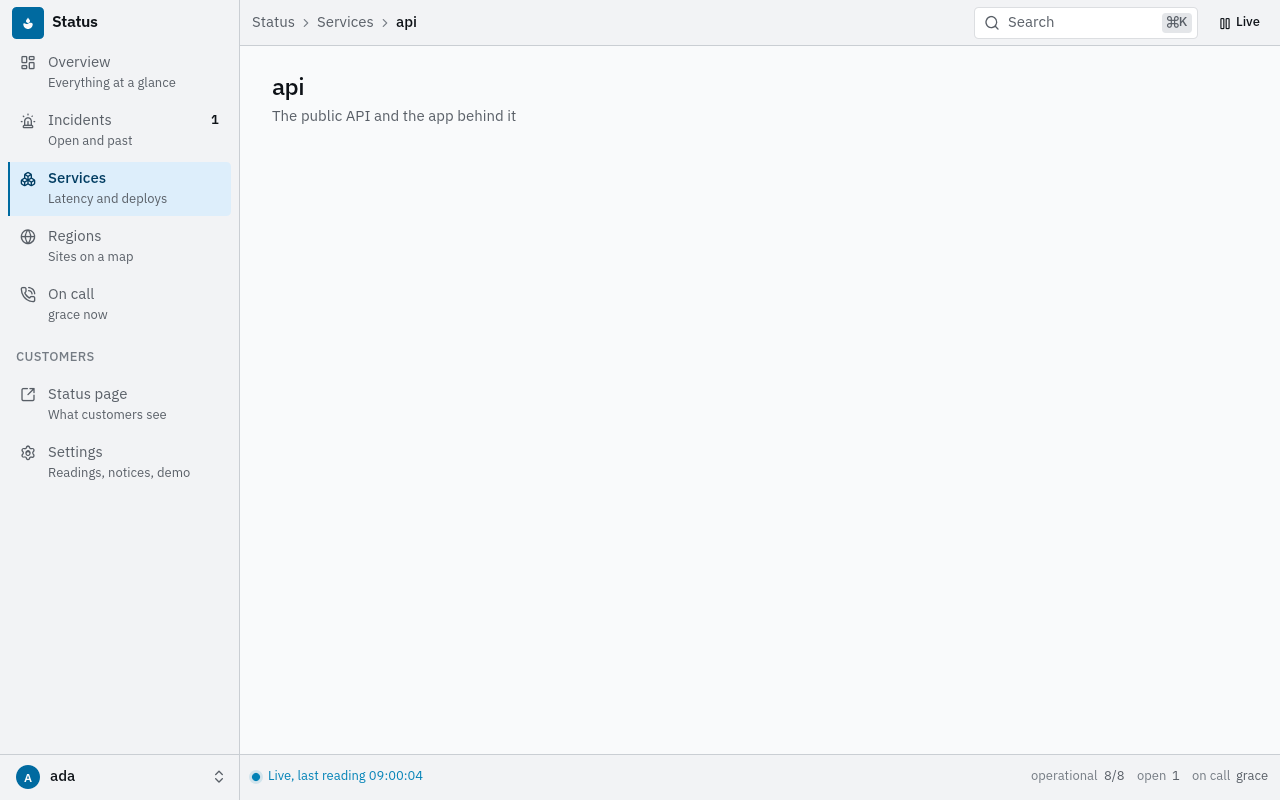 Status
Overview
Everything at a glance
Incidents 1
Open and past
Services
Latency and deploys
Regions
Sites on a map
On call
grace now
CUSTOMERS
Status page
What customers see
Settings
Readings, notices, demo
A ada
Status Services api
Search ⌘K
Live
api
The public API and the app behind it
Live, last reading 09:00:04
operational 8/8 open 1 on call grace